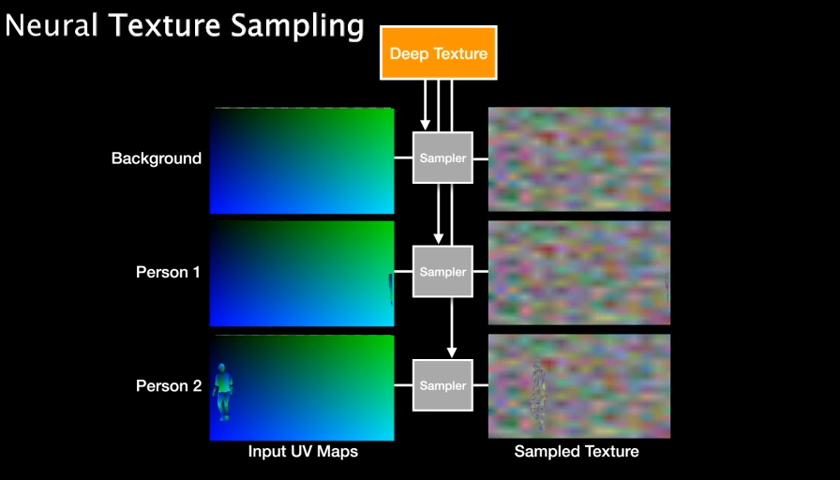 Neural Texture Sampling
Deep Texture
Background
Sampler
Person 1
Sampler
Person 2
Sampler
Input UV Maps
Sampled Texture